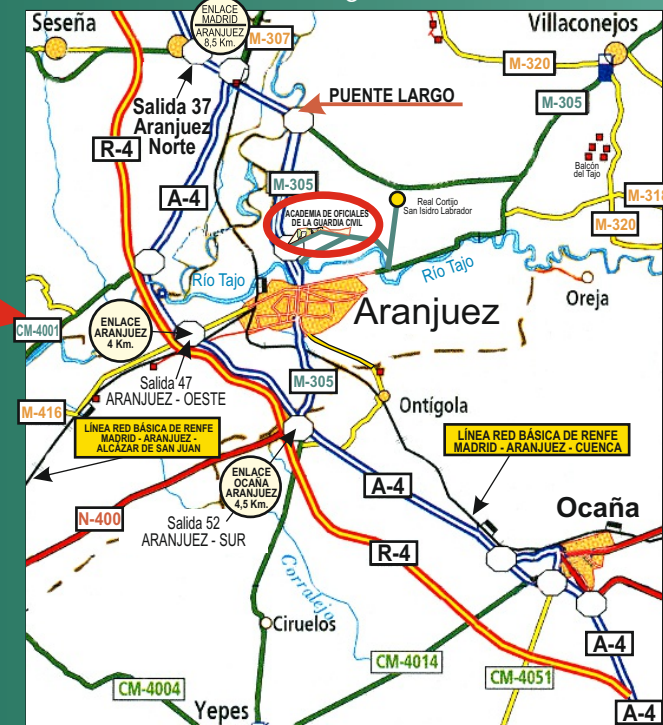 ENLACE
MADRID
ARANJUEZ
8,5 Km.
Seseña
M-307
Villaconejos
M-320
Salida 37
Aranjuez
Norte
PUENTE LARGO
M-305
R-4
A-4
Balcón
del Tajo
M-305
ACADEMIA DE OFICIALES
DE LA GUARDIA CIVIL
Real Cortijo
San Isidro Labrador
M-318
M-320
Río Tajo
Río Tajo
Oreja
CM-4001
ENLACE
ARANJUEZ
4 Km.
Aranjuez
Salida 47
ARANJUEZ - OESTE
M-305
M-416
Ontígola
LÍNEA RED BÁSICA DE RENFE
MADRID - ARANJUEZ -
ALCÁZAR DE SAN JUAN
LÍNEA RED BÁSICA DE RENFE
MADRID - ARANJUEZ - CUENCA
ENLACE
OCAÑA
ARANJUEZ
4,5 Km.
A-4
Ocaña
N-400
Salida 52
ARANJUEZ - SUR
R-4
Corralejo
Ciruelos
A-4
CM-4014
CM-4051
CM-4004
Yepes
A-4